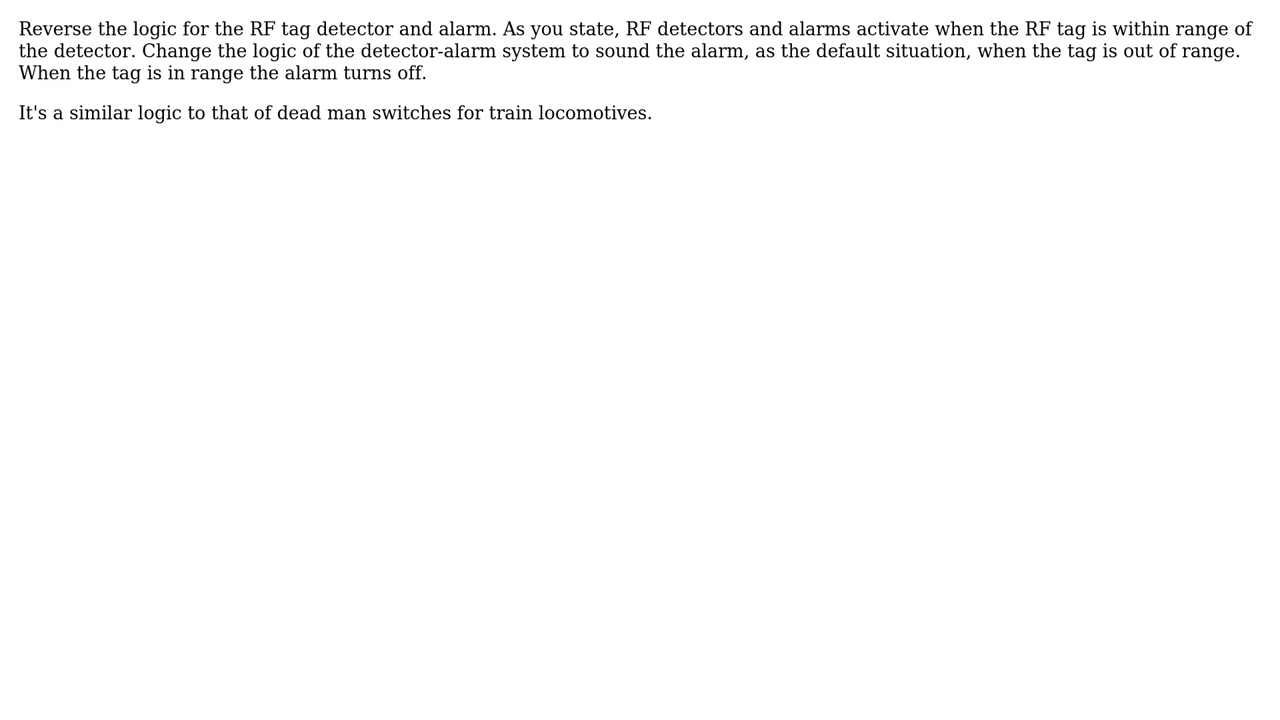 Reverse the logic for the RF tag detector and alarm. As you state, RF detectors and alarms activate when the RF tag is within range of
the detector. Change the logic of the detector-alarm system to sound the alarm, as the default situation, when the tag is out of range.
When the tag is in range the alarm turns off.
It's a similar logic to that of dead man switches for train locomotives.